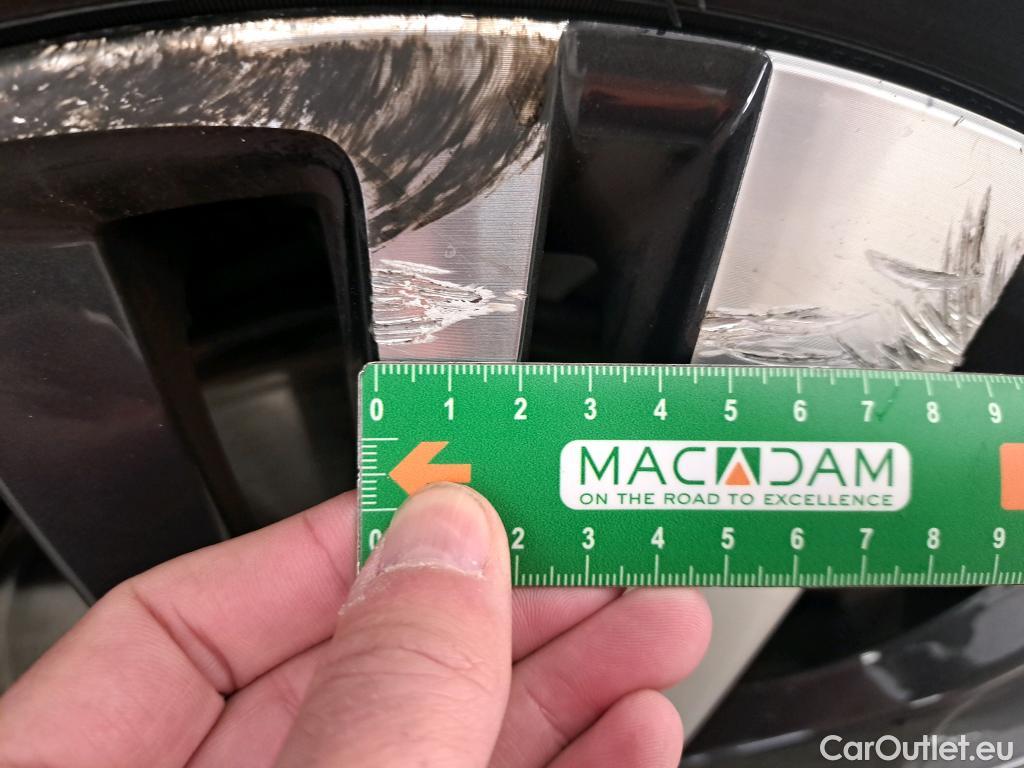 0 1 2 3 4 5 6 7 8 9
MACADAM
ON THE ROAD TO EXCELLENCE
0 2 3 4 5 6 7 8 9
CarOutlet.eu